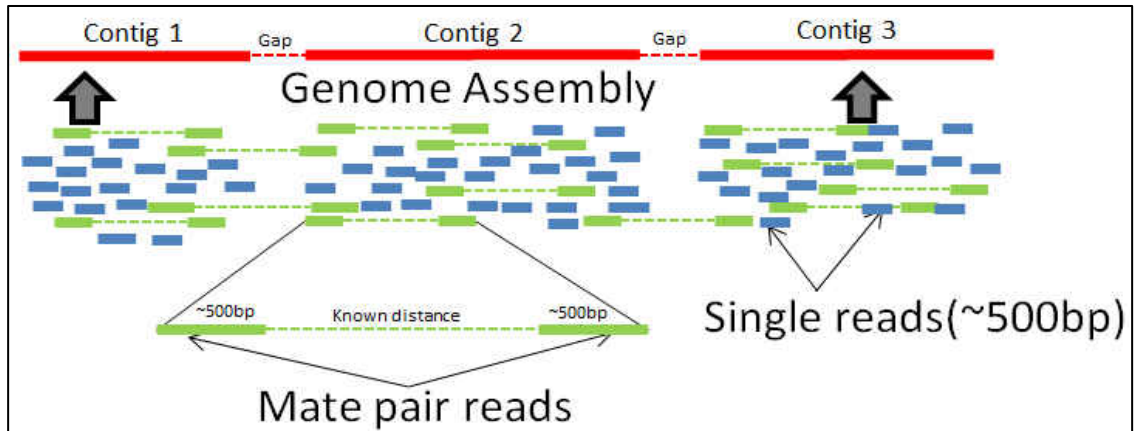 Contig 1 Gap Contig 2 Gap Contig 3
Genome Assembly
~500bp Known distance ~500bp
Single reads(~500bp)
Mate pair reads